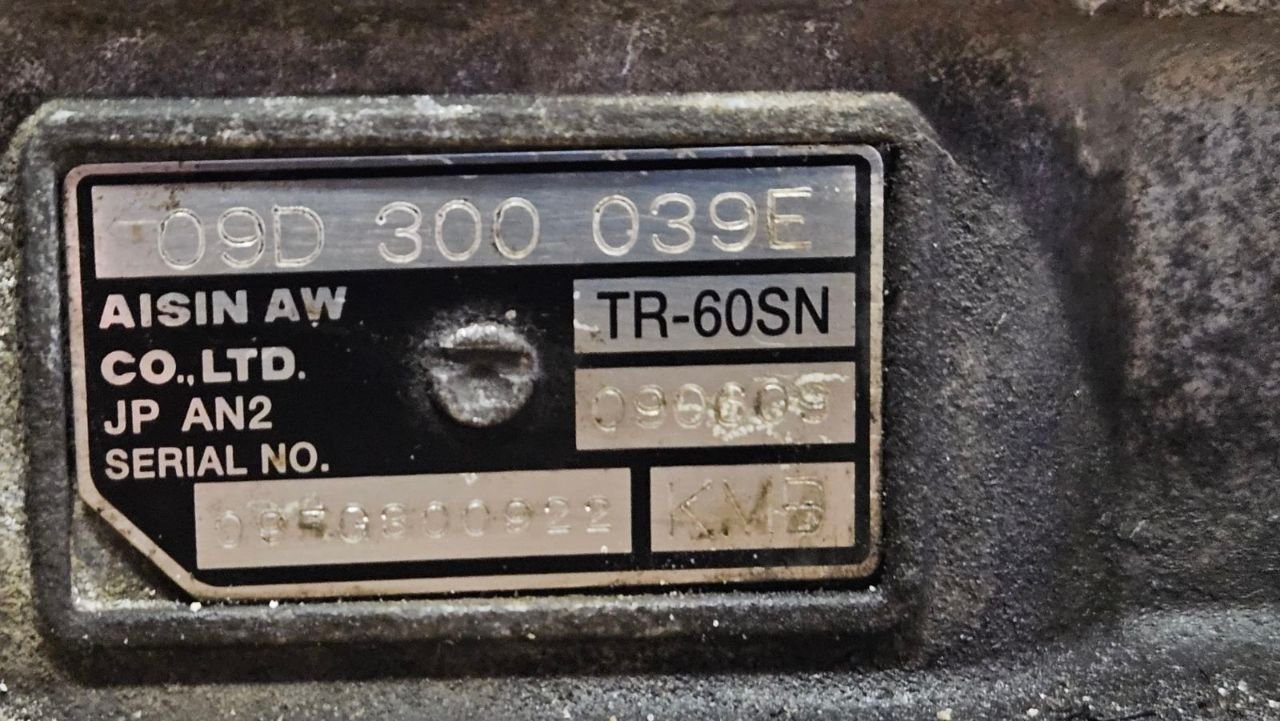 09D 300 039E
AISIN AW
CO.,LTD.
JP AN2
SERIAL NO.
TR-60SN
KMB